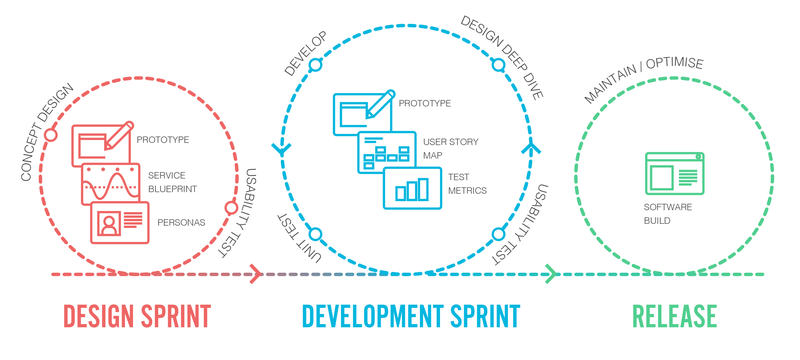 CONCEPT DESIGN
PROTOTYPE
SERVICE
BLUEPRINT
PERSONAS
USABILITY TEST
DESIGN SPRINT
DEVELOP
DESIGN DEEP DIVE
PROTOTYPE
USER STORY
MAP
TEST
METRICS
UNIT TEST
USABILITY TEST
DEVELOPMENT SPRINT
MAINTAIN / OPTIMISE
SOFTWARE
BUILD
RELEASE